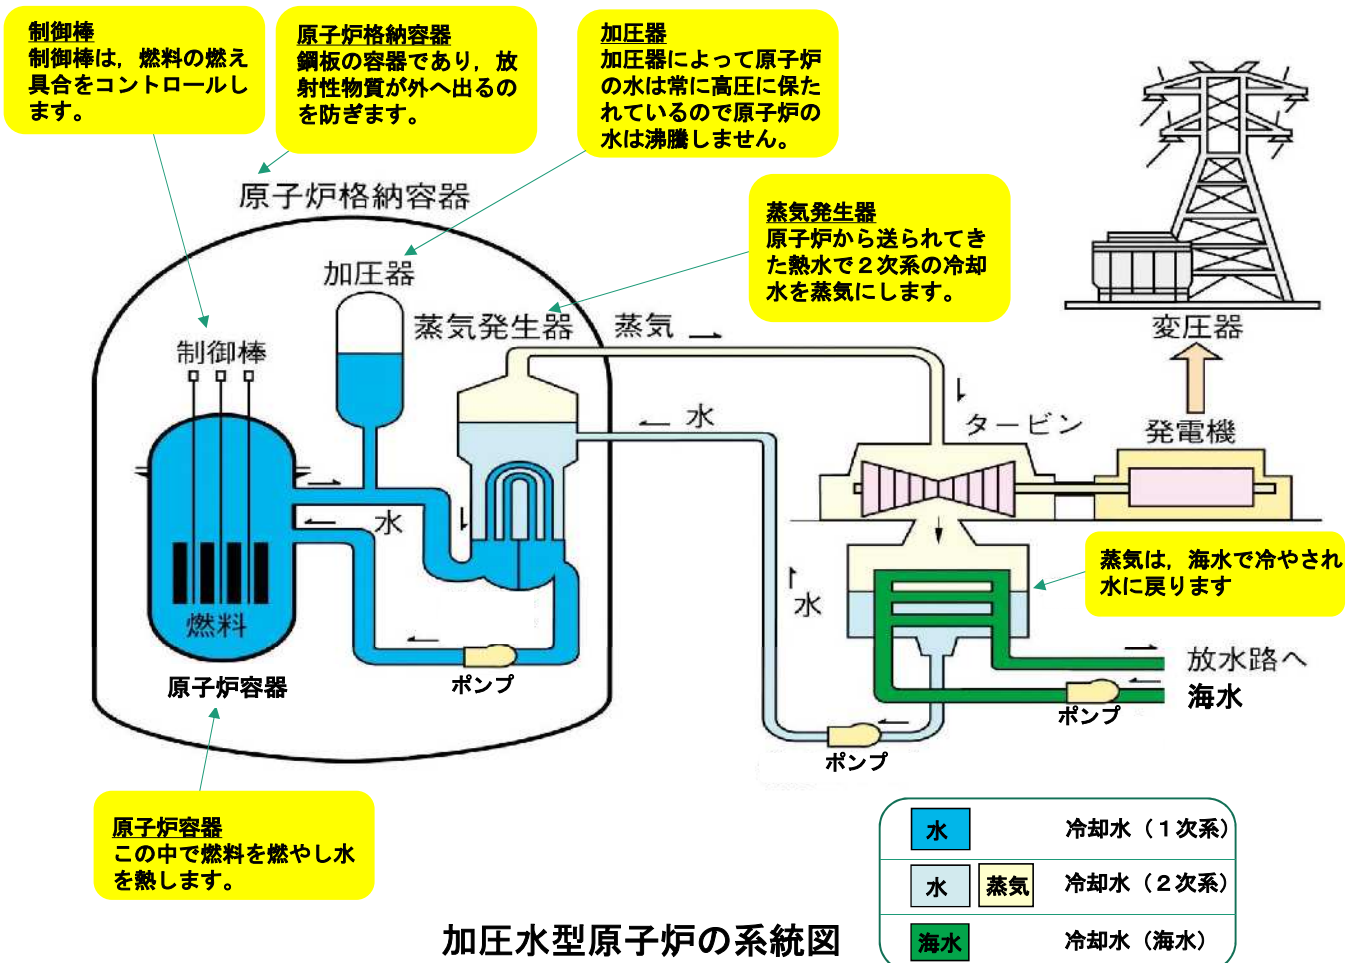 制御棒
制御棒は，燃料の燃え
具合をコントロールし
ます。
原子炉格納容器
鋼板の容器であり，放
射性物質が外へ出るの
を防ぎます。
加圧器
加圧器によって原子炉
の水は常に高圧に保た
れているので原子炉の
水は沸騰しません。
蒸気発生器
原子炉から送られてき
た熱水で２次系の冷却
水を蒸気にします。
原子炉格納容器
加圧器
蒸気発生器
蒸気
制御棒
変圧器
水
タービン
発電機
水
蒸気は，海水で冷やされ
水に戻ります
水
燃料
原子炉容器
ポンプ
放水路へ
海水
ポンプ
ポンプ
原子炉容器
この中で燃料を燃やし水
を熱します。
水 冷却水（１次系）
水 蒸気 冷却水（２次系）
海水 冷却水（海水）
加圧水型原子炉の系統図